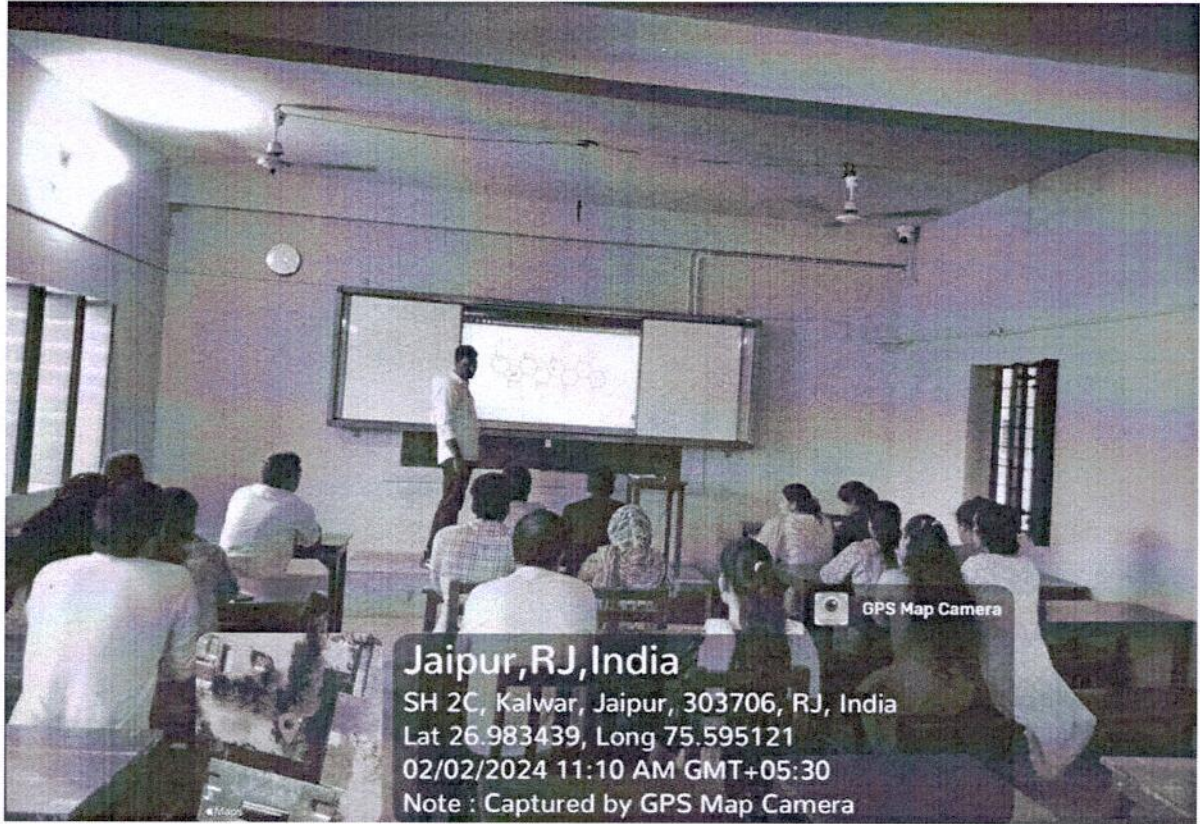 GPS Map Camera
Jaipur,RJ,India
SH 2C, Kalwar, Jaipur, 303706, RJ, India
Lat 26.983439, Long 75.595121
02/02/2024 11:10 AM GMT+05:30
Note : Captured by GPS Map Camera
Maps